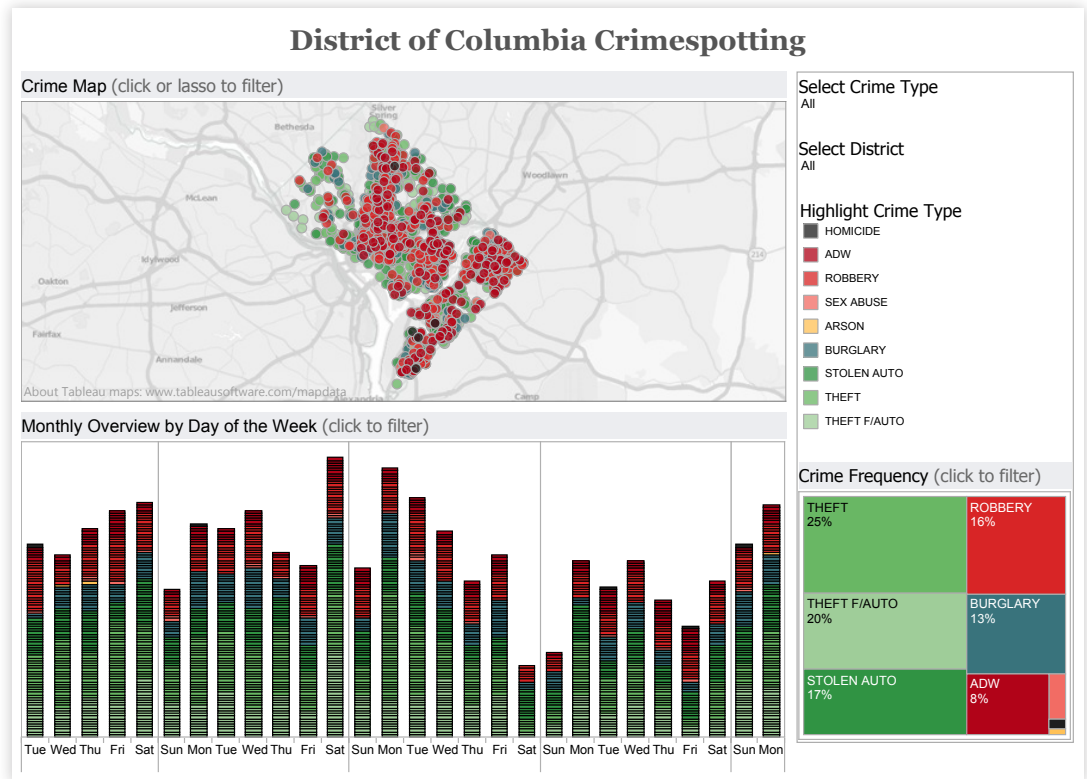 District of Columbia Crimespotting
Crime Map (click or lasso to filter)
Silver
Spring
Bethesda
Woodlawn
McLean
Idylwood
214
Oakton
Jefferson
Fairfax
Annandale
About Tableau maps: www.tableausoftware.com/mapdata
Alexandria
Camp
Select Crime Type
All
Select District
All
Highlight Crime Type
HOMICIDE
ADW
ROBBERY
SEX ABUSE
ARSON
BURGLARY
STOLEN AUTO
THEFT
THEFT F/AUTO
Monthly Overview by Day of the Week (click to filter)
Tue Wed Thu Fri Sat Sun Mon Tue Wed Thu Fri Sat Sun Mon Tue Wed Thu Fri Sat Sun Mon Tue Wed Thu Fri Sat Sun Mon
Crime Frequency (click to filter)
THEFT
25%
ROBBERY
16%
THEFT F/AUTO
20%
BURGLARY
13%
STOLEN AUTO
17%
ADW
8%